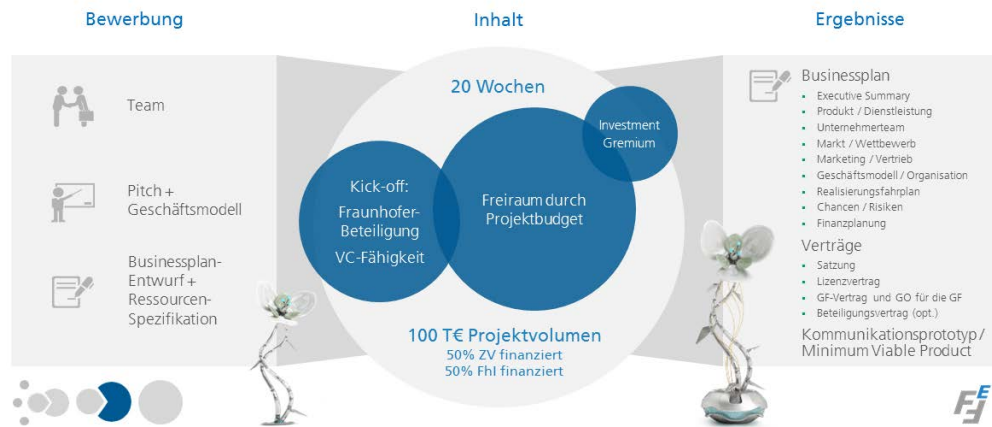 Bewerbung
Team
Pitch +
Geschäftsmodell
Businessplan-
Entwurf +
Ressourcen-
Spezifikation
Inhalt
20 Wochen
Kick-off:
Fraunhofer-
Beteiligung
VC-Fähigkeit
Freiraum durch
Projektbudget
Investment
Gremium
100 T€ Projektvolumen
50% ZV finanziert
50% FhI finanziert
Ergebnisse
Businessplan
▪ Executive Summary
▪ Produkt / Dienstleistung
▪ Unternehmerteam
▪ Markt / Wettbewerb
▪ Marketing / Vertrieb
▪ Geschäftsmodell / Organisation
▪ Realisierungsfahrplan
▪ Chancen / Risiken
▪ Finanzplanung
Verträge
▪ Satzung
▪ Lizenzvertrag
▪ GF-Vertrag und GO für die GF
▪ Beteiligungsvertrag (opt.)
Kommunikationsprototyp /
Minimum Viable Product
FFE